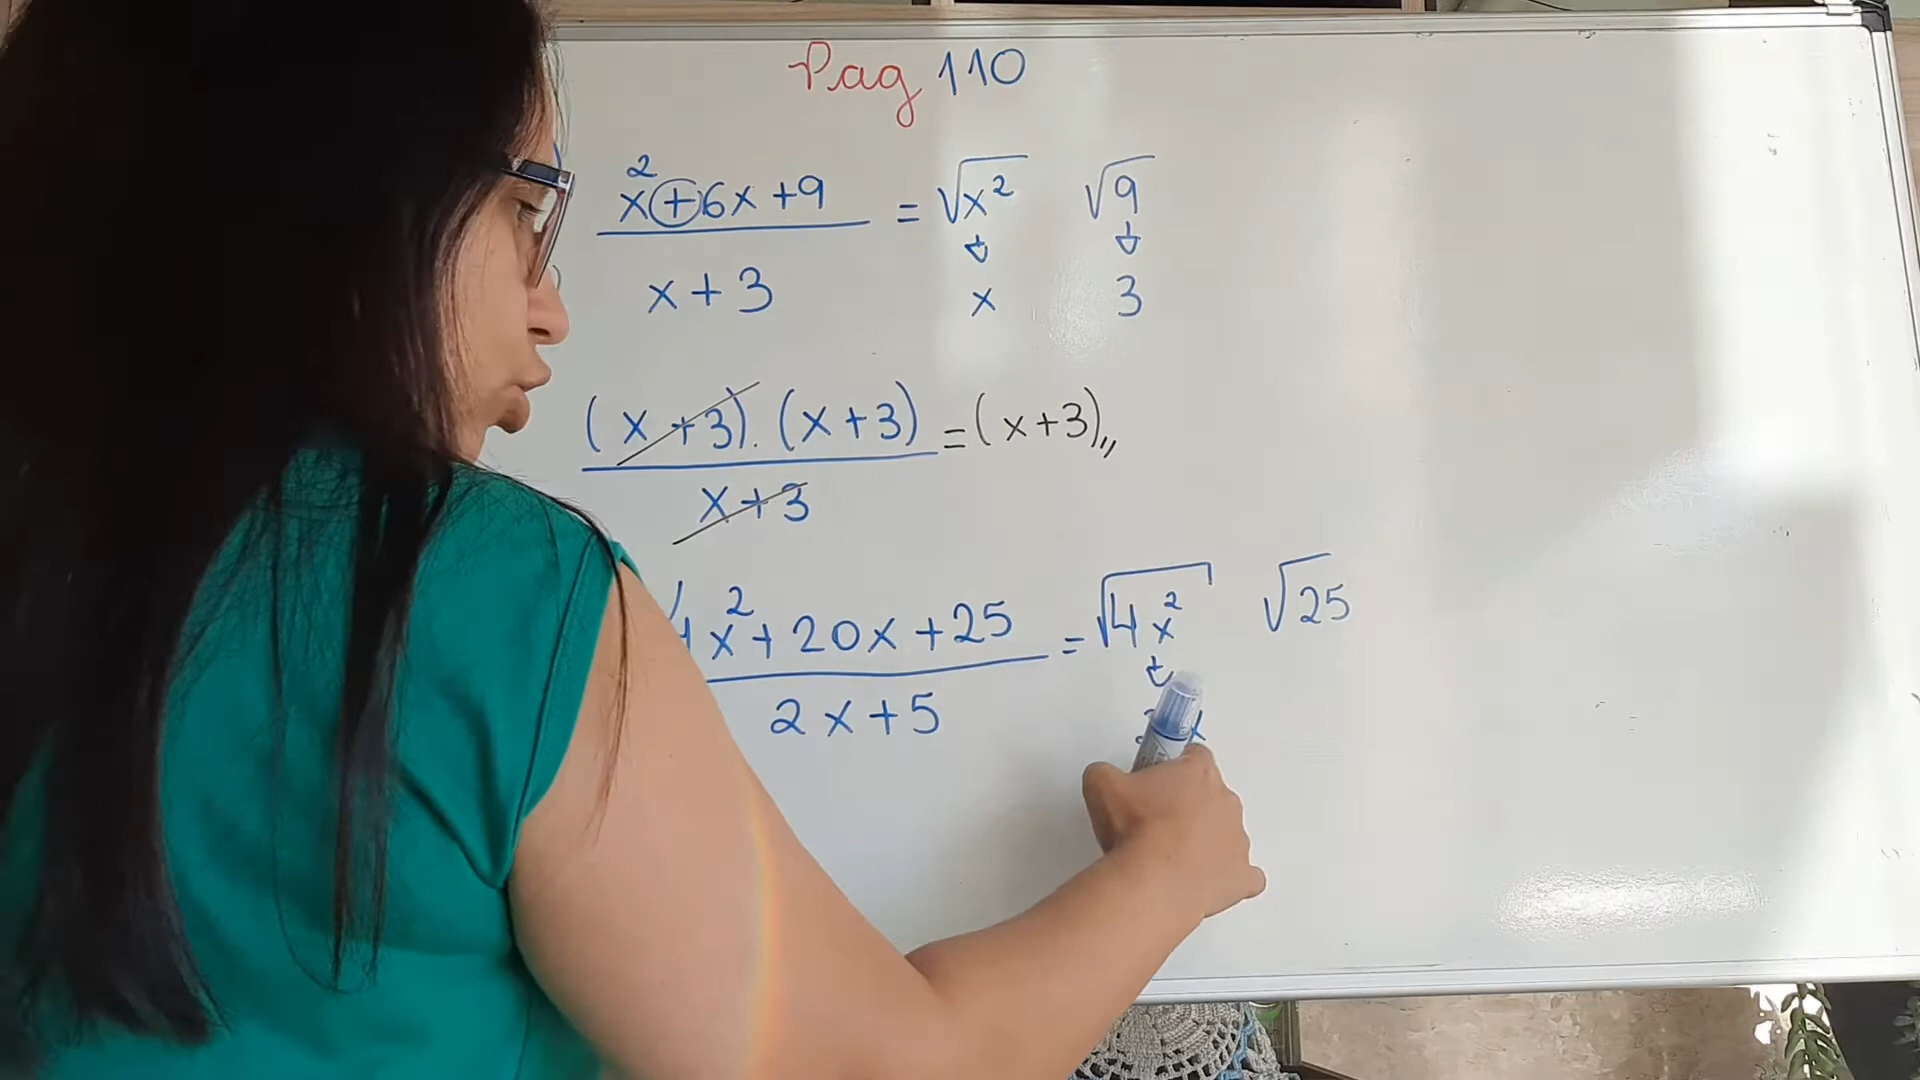 Pag 110
x²+6x+9 = √x² √9
x+3 x 3
(x+3).(x+3) = (x+3),,
x+3
4x²+20x+25 = √4x² √25
2x+5 x